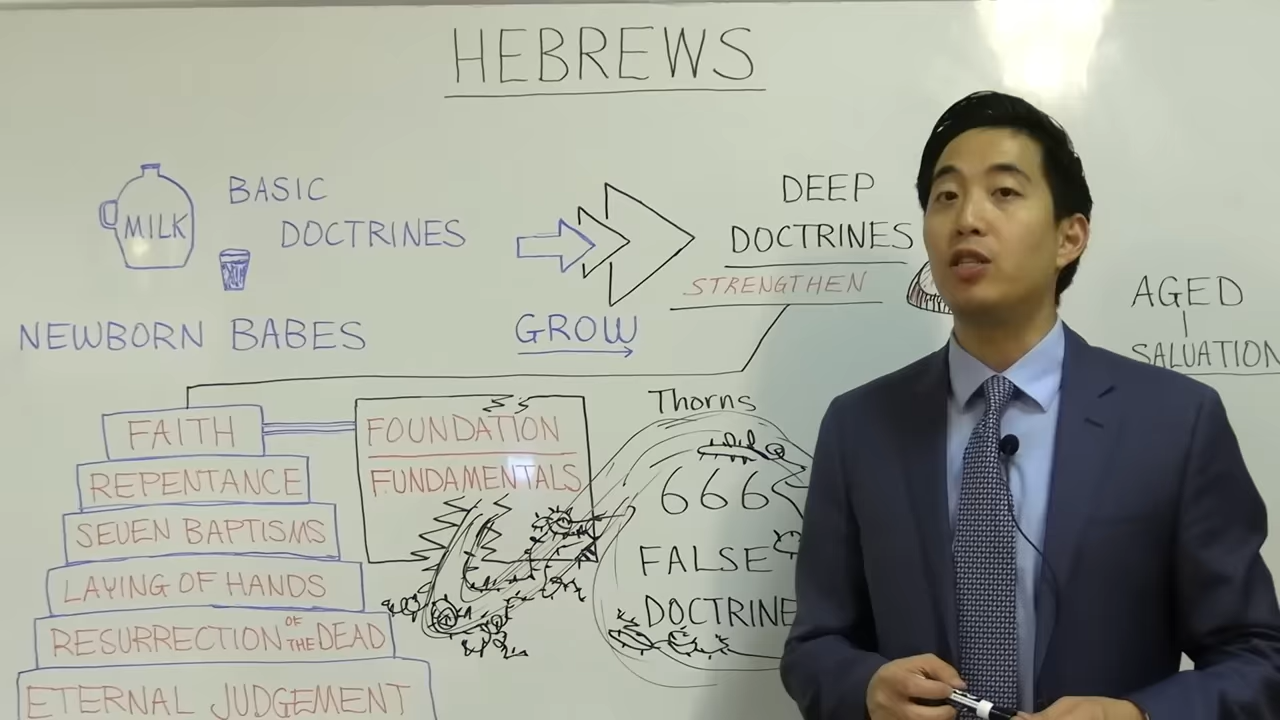 HEBREWS
MILK
BASIC
DOCTRINES
NEWBORN BABES
GROW
DEEP
DOCTRINES
STRENGTHEN
AGED
SALUATION
FAITH
REPENTANCE
SEUEN BAPTISMS
LAYING OF HANDS
RESURRECTION OF THE DEAD
ETERNAL JUDGEMENT
FOUNDATION
FUNDAMENTALS
Thorns
666
FALSE
DOCTRINE